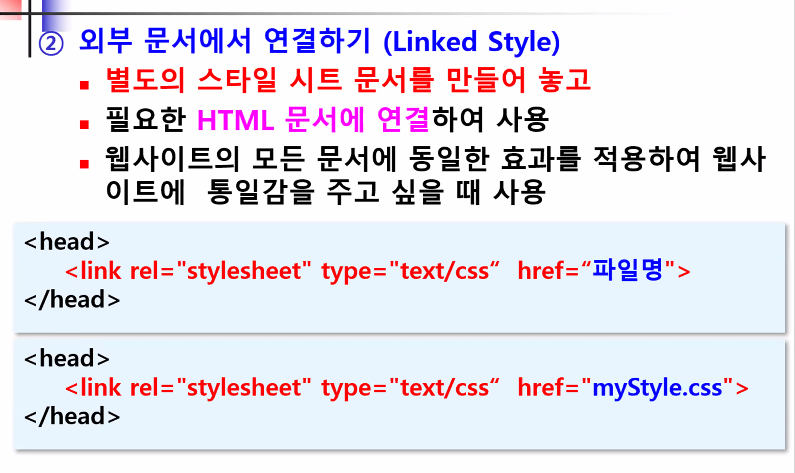 ② 외부 문서에서 연결하기 (Linked Style)
▪ 별도의 스타일 시트 문서를 만들어 놓고
▪ 필요한 HTML 문서에 연결하여 사용
▪ 웹사이트의 모든 문서에 동일한 효과를 적용하여 웹사
이트에 통일감을 주고 싶을 때 사용
<head>
<link rel="stylesheet" type="text/css“ href=“파일명">
</head>
<head>
<link rel="stylesheet" type="text/css“ href="myStyle.css">
</head>